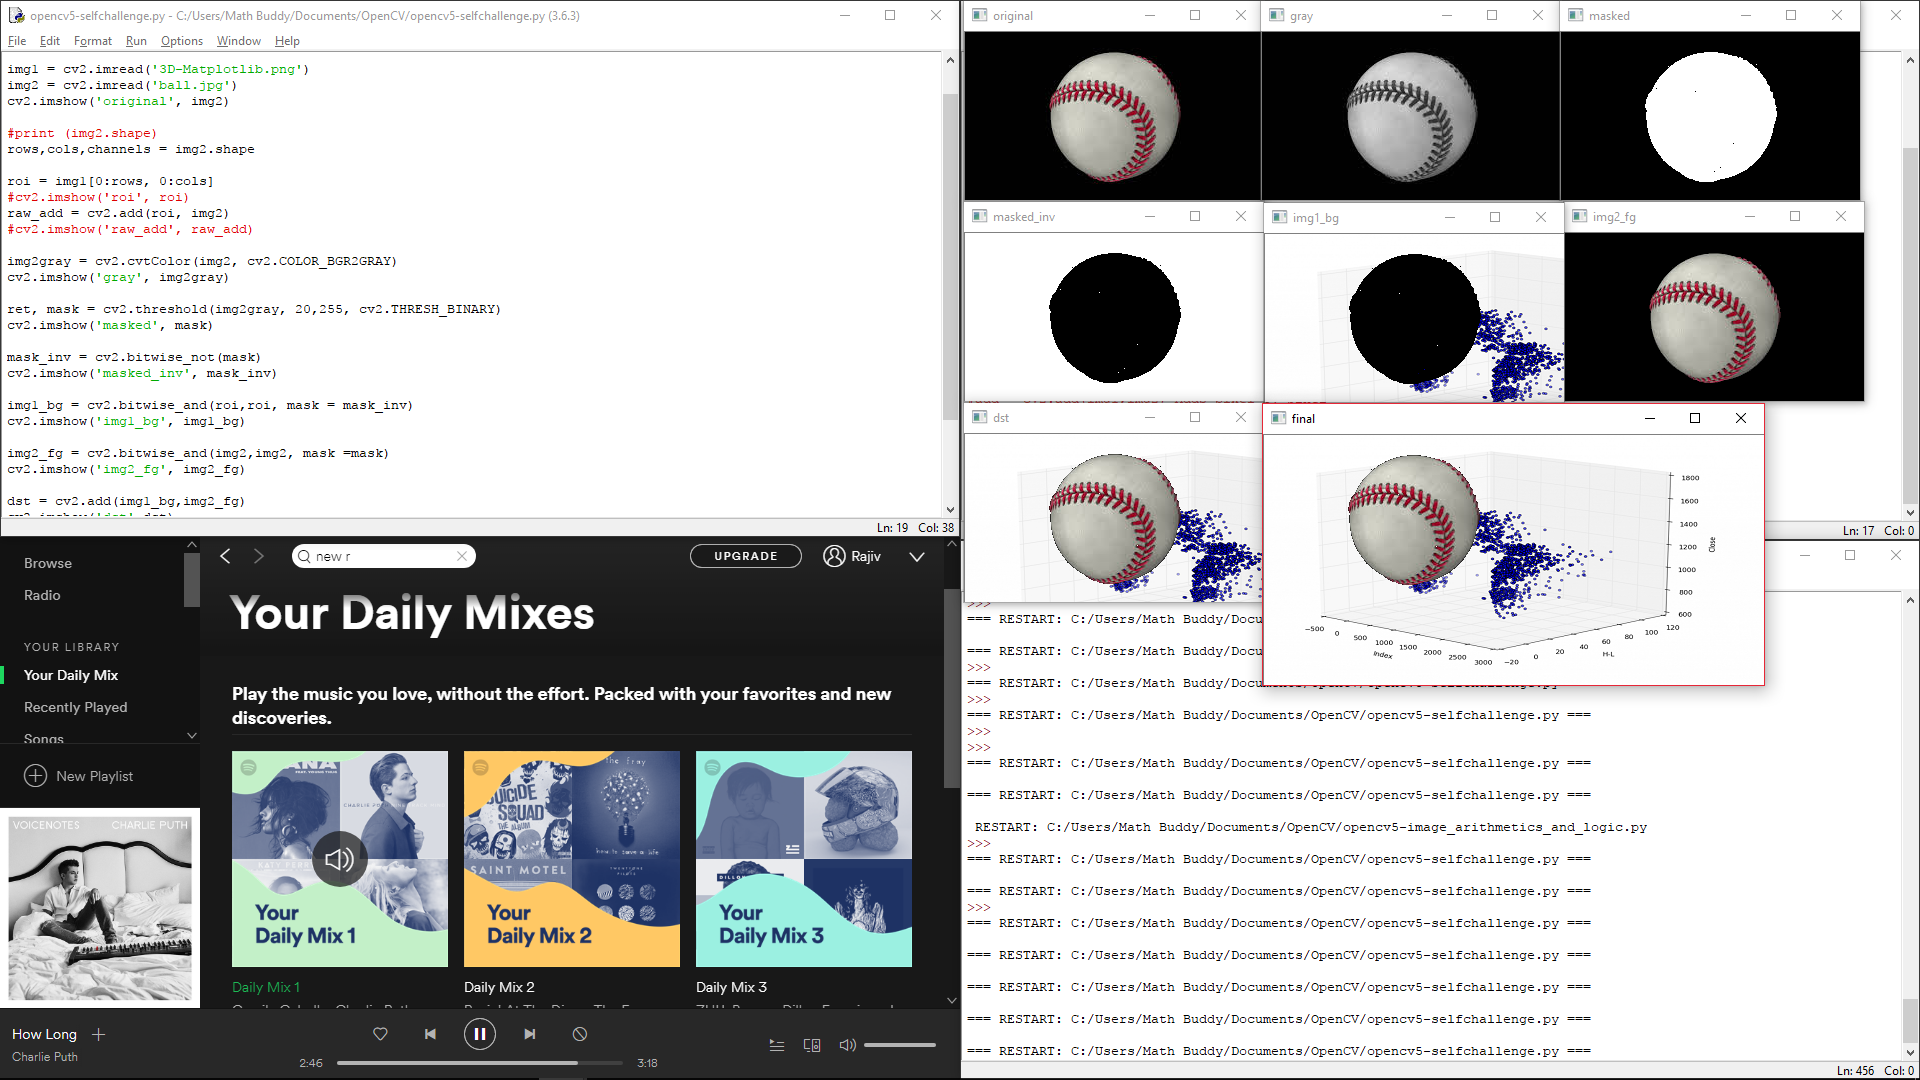 opencv5-selfchallenge.py - C:/Users/Math Buddy/Documents/OpenCV/opencv5-selfchallenge.py (3.6.3)
File Edit Format Run Options Window Help
img1 = cv2.imread('3D-Matplotlib.png')
img2 = cv2.imread('ball.jpg')
cv2.imshow('original', img2)
#print (img2.shape)
rows,cols,channels = img2.shape
roi = img1[0:rows, 0:cols]
#cv2.imshow('roi', roi)
raw_add = cv2.add(roi, img2)
#cv2.imshow('raw_add', raw_add)
img2gray = cv2.cvtColor(img2, cv2.COLOR_BGR2GRAY)
cv2.imshow('gray', img2gray)
ret, mask = cv2.threshold(img2gray, 20,255, cv2.THRESH_BINARY)
cv2.imshow('masked', mask)
mask_inv = cv2.bitwise_not(mask)
cv2.imshow('masked_inv', mask_inv)
img1_bg = cv2.bitwise_and(roi,roi, mask = mask_inv)
cv2.imshow('img1_bg', img1_bg)
img2_fg = cv2.bitwise_and(img2,img2, mask =mask)
cv2.imshow('img2_fg', img2_fg)
dst = cv2.add(img1_bg,img2_fg)
Ln: 19 Col: 38
original
gray
masked
masked_inv
img1_bg
img2_fg
dst
final
1800
1600
1400
1200
1000
800
600
Close
-500
0
500
1000
1500
2000
2500
3000
Index
-20
0
20
40
60
80
100
120
H-L
Ln: 17 Col: 0
>>>
=== RESTART: C:/Users/Math Buddy/Docu
=== RESTART: C:/Users/Math Buddy/Docu
>>>
=== RESTART: C:/Users/Math Buddy/Documents/OpenCV/opencv5-selfchallenge.py
>>>
=== RESTART: C:/Users/Math Buddy/Documents/OpenCV/opencv5-selfchallenge.py ===
>>>
>>>
=== RESTART: C:/Users/Math Buddy/Documents/OpenCV/opencv5-selfchallenge.py ===
=== RESTART: C:/Users/Math Buddy/Documents/OpenCV/opencv5-selfchallenge.py ===
RESTART: C:/Users/Math Buddy/Documents/OpenCV/opencv5-image_arithmetics_and_logic.py
>>>
=== RESTART: C:/Users/Math Buddy/Documents/OpenCV/opencv5-selfchallenge.py ===
=== RESTART: C:/Users/Math Buddy/Documents/OpenCV/opencv5-selfchallenge.py ===
>>>
=== RESTART: C:/Users/Math Buddy/Documents/OpenCV/opencv5-selfchallenge.py ===
=== RESTART: C:/Users/Math Buddy/Documents/OpenCV/opencv5-selfchallenge.py ===
=== RESTART: C:/Users/Math Buddy/Documents/OpenCV/opencv5-selfchallenge.py ===
=== RESTART: C:/Users/Math Buddy/Documents/OpenCV/opencv5-selfchallenge.py ===
=== RESTART: C:/Users/Math Buddy/Documents/OpenCV/opencv5-selfchallenge.py ===
Ln: 456 Col: 0
Browse
Radio
YOUR LIBRARY
Your Daily Mix
Recently Played
Songs
New Playlist
VOICENOTES CHARLIE PUTH
new r
UPGRADE
Rajiv
Your Daily Mixes
Play the music you love, without the effort. Packed with your favorites and new
discoveries.
Your
Daily Mix 1
the fray
SUICIDE
SQUAD
THE ALBUM
how to save a life
SAINT MOTEL
Your
Daily Mix 2
Your
Daily Mix 3
Daily Mix 1
Daily Mix 2
Daily Mix 3
How Long
Charlie Puth
2:46
3:18